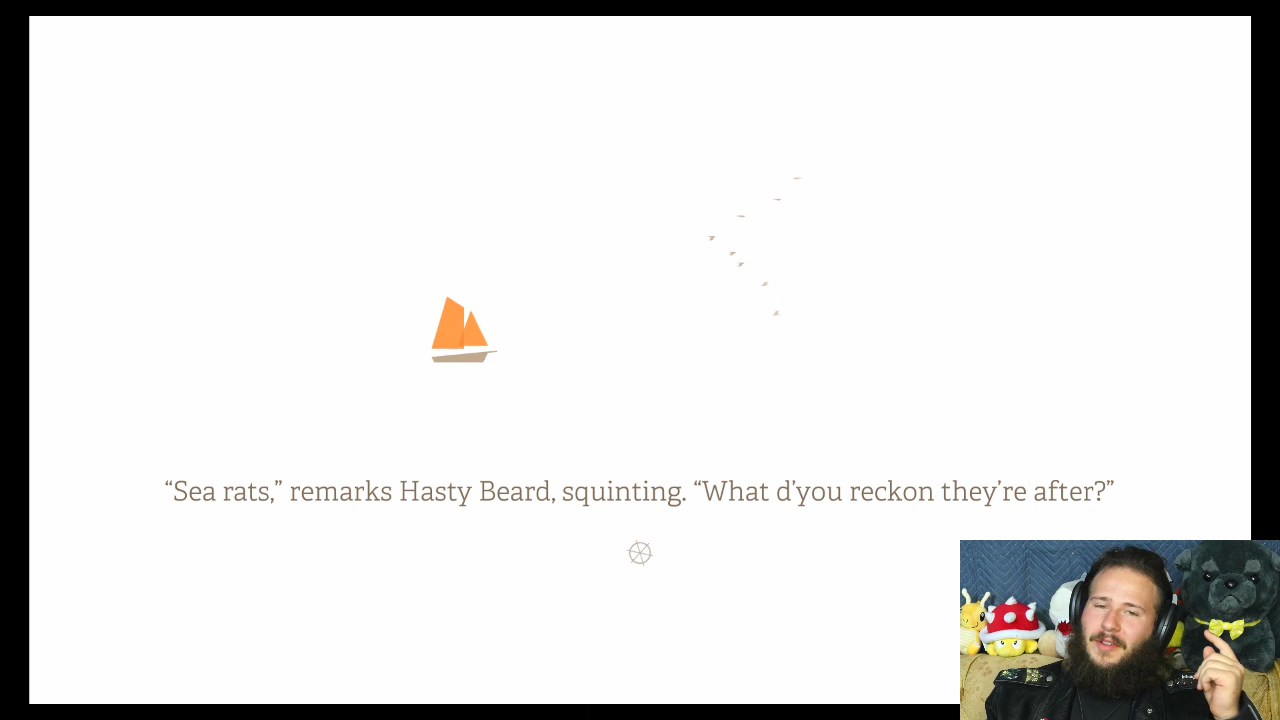 “Sea rats,” remarks Hasty Beard, squinting. “What d’you reckon they’re after?”